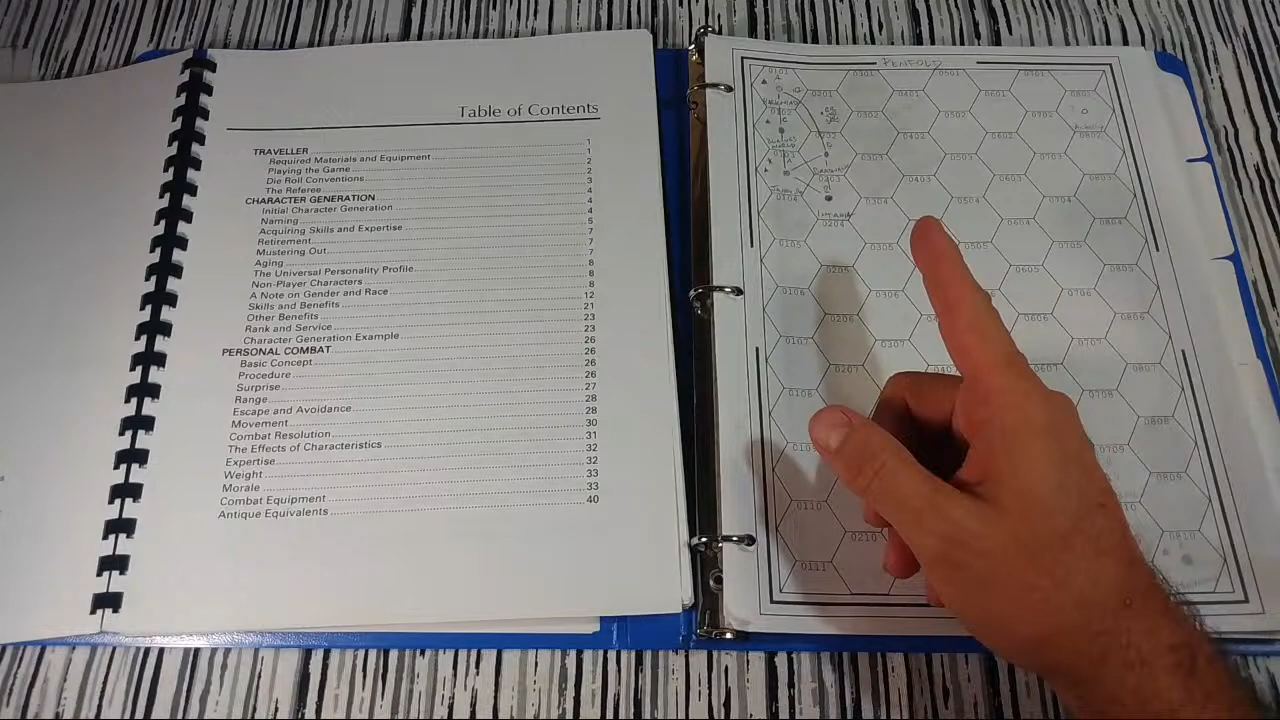 Table of Contents
TRAVELLER 1
Required Materials and Equipment 1
Playing the Game 2
Die Roll Conventions 2
The Referee 3
CHARACTER GENERATION 4
Initial Character Generation 4
Naming 4
Acquiring Skills and Expertise 5
Retirement 7
Mustering Out 7
Aging 7
The Universal Personality Profile 8
Non-Player Characters 8
A Note on Gender and Race 8
Skills and Benefits 12
Other Benefits 21
Rank and Service 23
Character Generation Example 23
PERSONAL COMBAT 26
Basic Concept 26
Procedure 26
Surprise 26
Range 27
Escape and Avoidance 28
Movement 28
Combat Resolution 30
The Effects of Characteristics 31
Expertise 32
Weight 32
Morale 33
Combat Equipment 33
Antique Equivalents 40
PENFOLD
0101 0301 0501 0701
0201 0401 0601 0802
0302 0502 0702
0402 0602
0303 0503 0703
0403 0603 0803
0104 0304 0504 0704
0204 0604 0804
0105 0305 0505 0705
0205 0605 0805
0106 0306 0706
0206 0606 0806
0107 0307 0707
0207 0807
0108 0708
0808
0709
0809
0110
0210 0810
0111